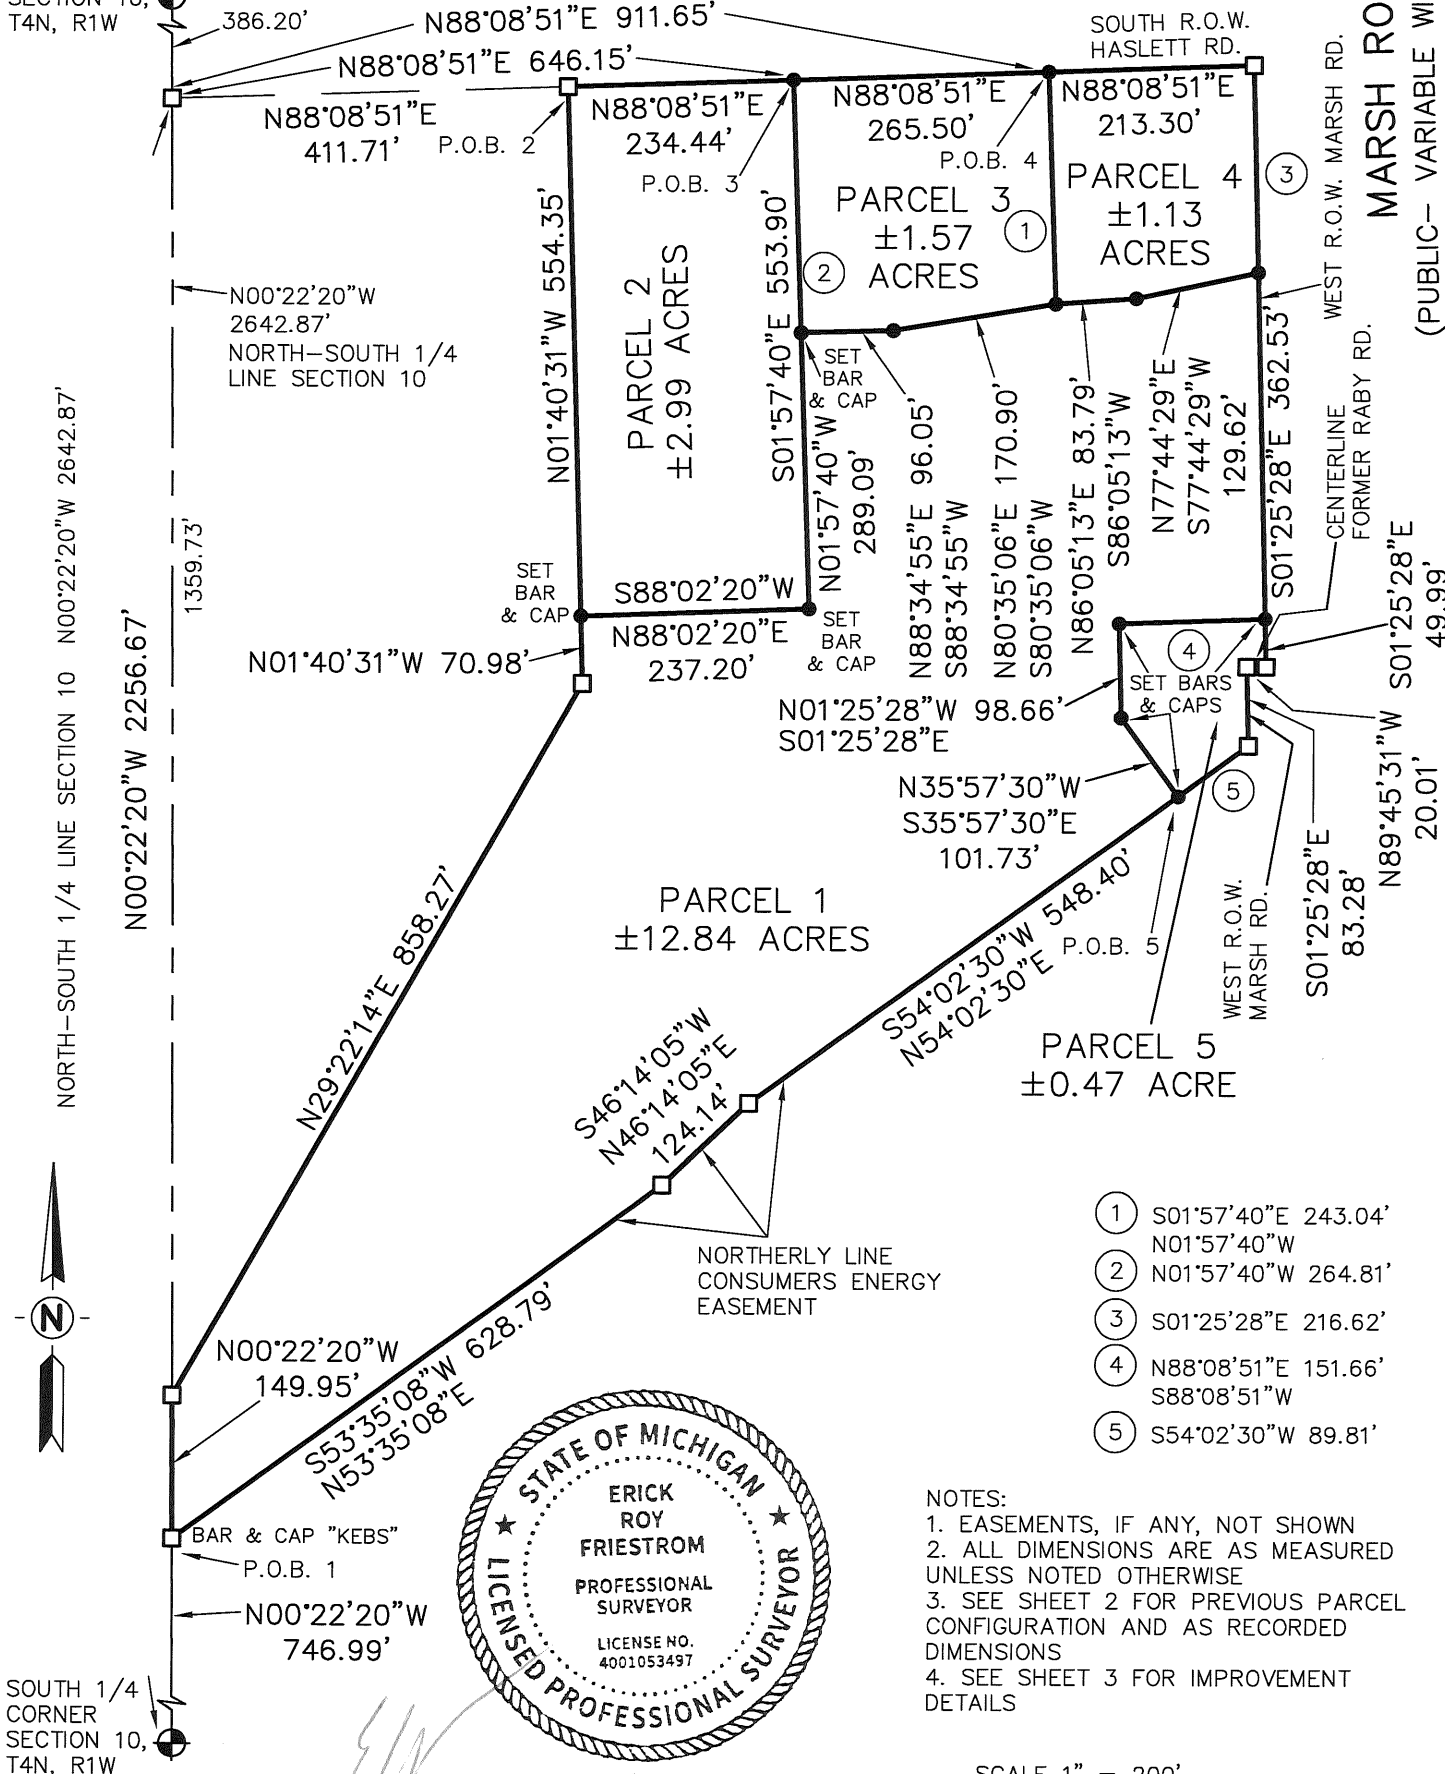 T4N, R1W
386.20'
N88°08'51"E 911.65'
N88°08'51"E 646.15'
SOUTH R.O.W.
HASLETT RD.
N88°08'51"E
411.71'
P.O.B. 2
N88°08'51"E
234.44'
P.O.B. 3
N88°08'51"E
265.50'
P.O.B. 4
N88°08'51"E
213.30'
PARCEL 3
±1.57
ACRES
1
PARCEL 4
±1.13
ACRES
3
WEST R.O.W. MARSH RD.
MARSH RO
(PUBLIC- VARIABLE WI
N01°40'31"W 554.35'
PARCEL 2
±2.99 ACRES
S01°57'40"E 553.90'
2
N00°22'20"W
2642.87'
NORTH-SOUTH 1/4
LINE SECTION 10
SET
BAR
& CAP
N01°57'40"W
289.09'
N88°34'55"E 96.05'
S88°34'55"W
N80°35'06"E 170.90'
S80°35'06"W
N86°05'13"E 83.79'
S86°05'13"W
N77°44'29"E
S77°44'29"W
129.62'
S01°25'28"E 362.53'
CENTERLINE
FORMER RABY RD.
S01°25'28"E
49.99'
NORTH-SOUTH 1/4 LINE SECTION 10 N00°22'20"W 2642.87'
N00°22'20"W 2256.67'
1359.73'
SET
BAR
& CAP
S88°02'20"W
N88°02'20"E
237.20'
SET
BAR
& CAP
N01°40'31"W 70.98'
4
SET BARS
& CAPS
N01°25'28"W 98.66'
S01°25'28"E
N35°57'30"W
S35°57'30"E
101.73'
5
N89°45'31"W
20.01'
S01°25'28"E
83.28'
WEST R.O.W.
MARSH RD.
PARCEL 1
±12.84 ACRES
S54°02'30"W 548.40'
N54°02'30"E
P.O.B. 5
PARCEL 5
±0.47 ACRE
N29°22'14"E 858.27'
S46°14'05"W
N46°14'05"E
124.14'
NORTHERLY LINE
CONSUMERS ENERGY
EASEMENT
N
N00°22'20"W
149.95'
S53°35'08"W 628.79'
N53°35'08"E
1 S01°57'40"E 243.04'
N01°57'40"W
2 N01°57'40"W 264.81'
3 S01°25'28"E 216.62'
4 N88°08'51"E 151.66'
S88°08'51"W
5 S54°02'30"W 89.81'
BAR & CAP "KEBS"
P.O.B. 1
N00°22'20"W
746.99'
SOUTH 1/4
CORNER
SECTION 10,
T4N, R1W
STATE OF MICHIGAN
ERICK
ROY
FRIESTROM
PROFESSIONAL
SURVEYOR
LICENSE NO.
4001053497
LICENSED PROFESSIONAL SURVEYOR
NOTES:
1. EASEMENTS, IF ANY, NOT SHOWN
2. ALL DIMENSIONS ARE AS MEASURED
UNLESS NOTED OTHERWISE
3. SEE SHEET 2 FOR PREVIOUS PARCEL
CONFIGURATION AND AS RECORDED
DIMENSIONS
4. SEE SHEET 3 FOR IMPROVEMENT
DETAILS
SCALE 1" = 200'